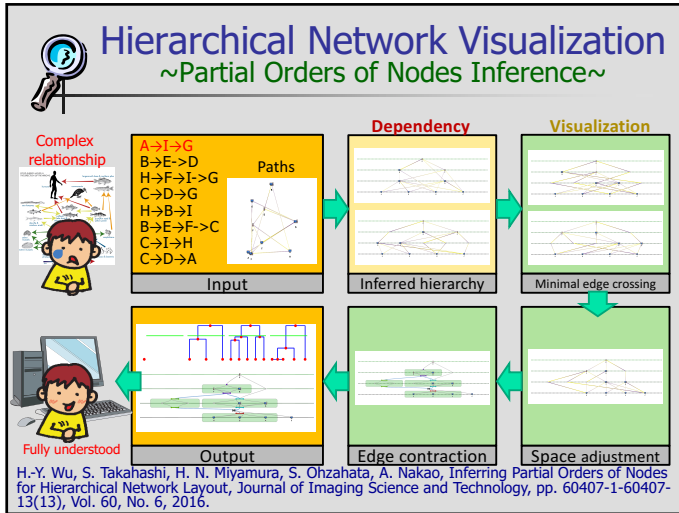 Hierarchical Network Visualization
~Partial Orders of Nodes Inference~
Complex
relationship
Dependency
Visualization
A→I→G
B→E->D
H→F→I->G
C→D→G
H→B→I
B→E→F->C
C→I→H
C→D→A
Paths
Input
Inferred hierarchy
Minimal edge crossing
Fully understood
Output
Edge contraction
Space adjustment
H.-Y. Wu, S. Takahashi, H. N. Miyamura, S. Ohzahata, A. Nakao, Inferring Partial Orders of Nodes
for Hierarchical Network Layout, Journal of Imaging Science and Technology, pp. 60407-1-60407-
13(13), Vol. 60, No. 6, 2016.